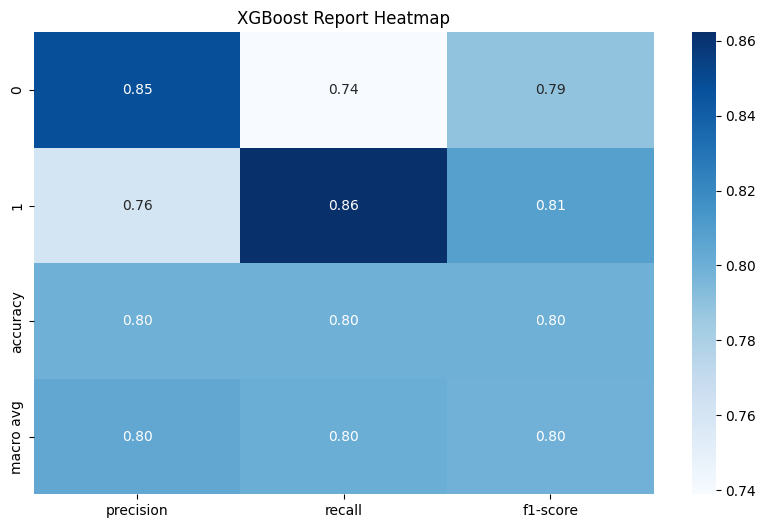 XGBoost Report Heatmap
0 0.85 0.74 0.79
1 0.76 0.86 0.81
accuracy 0.80 0.80 0.80
macro avg 0.80 0.80 0.80
precision recall f1-score
0.86
0.84
0.82
0.80
0.78
0.76
0.74